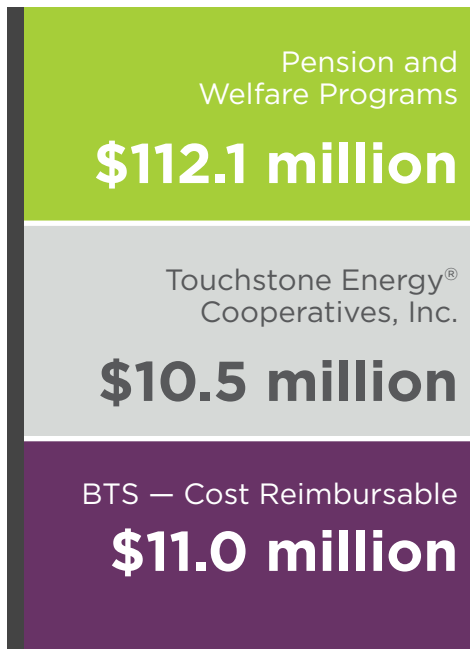 Pension and
Welfare Programs
$112.1 million
Touchstone Energy®
Cooperatives, Inc.
$10.5 million
BTS — Cost Reimbursable
$11.0 million